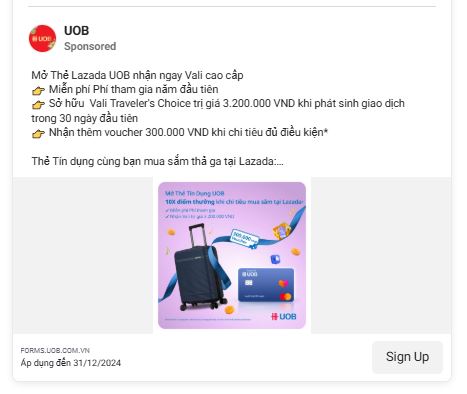 UOB
UOB
Sponsored
Mở Thẻ Lazada UOB nhận ngay Vali cao cấp
👉 Miễn phí Phí tham gia năm đầu tiên
👉 Sở hữu Vali Traveler's Choice trị giá 3.200.000 VND khi phát sinh giao dịch
trong 30 ngày đầu tiên
👉 Nhận thêm voucher 300.000 VND khi chi tiêu đủ điều kiện*
Thẻ Tín dụng cùng bạn mua sắm thả ga tại Lazada:...
Mở Thẻ Tín Dụng UOB
10X điểm thưởng khi chi tiêu mua sắm tại Lazada
✓ Miễn phí Phí tham gia
✓ Nhận Vali trị giá 3.200.000 VND
300.000 VND
UOB
UOB
FORMS.UOB.COM.VN
Áp dụng đến 31/12/2024
Sign Up